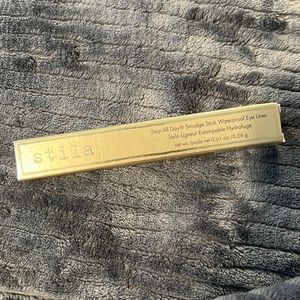 stila
Stay All Day® Smudge Stick Waterproof Eye Liner
Stylo Ligneur Estompable Hydrofuge
net wt./poids net 0.01 oz./0.28 g